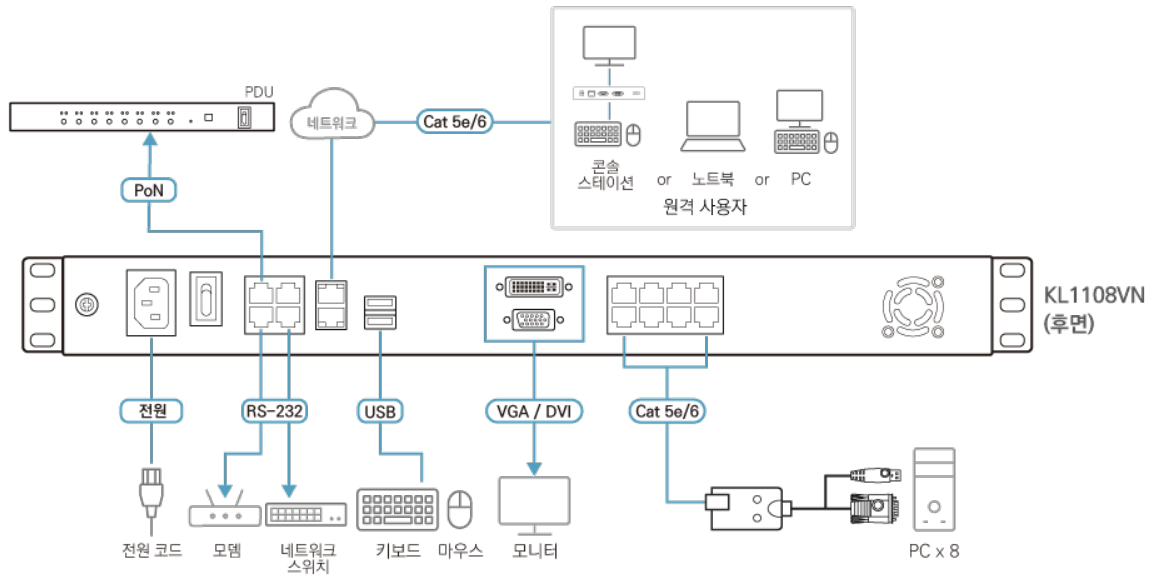 PDU
네트워크
Cat 5e/6
콘솔
스테이션
or
노트북
or
PC
원격 사용자
PoN
KL1108VN
(후면)
전원
RS-232
USB
VGA / DVI
Cat 5e/6
전원 코드
모뎀
네트워크
스위치
키보드
마우스
모니터
PC x 8